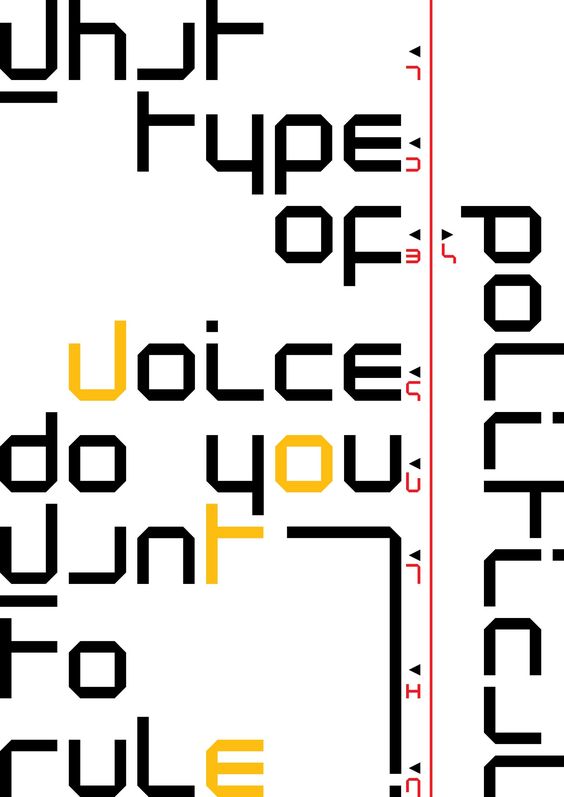 what
type
of
voice
do you
want
to
rule?
political